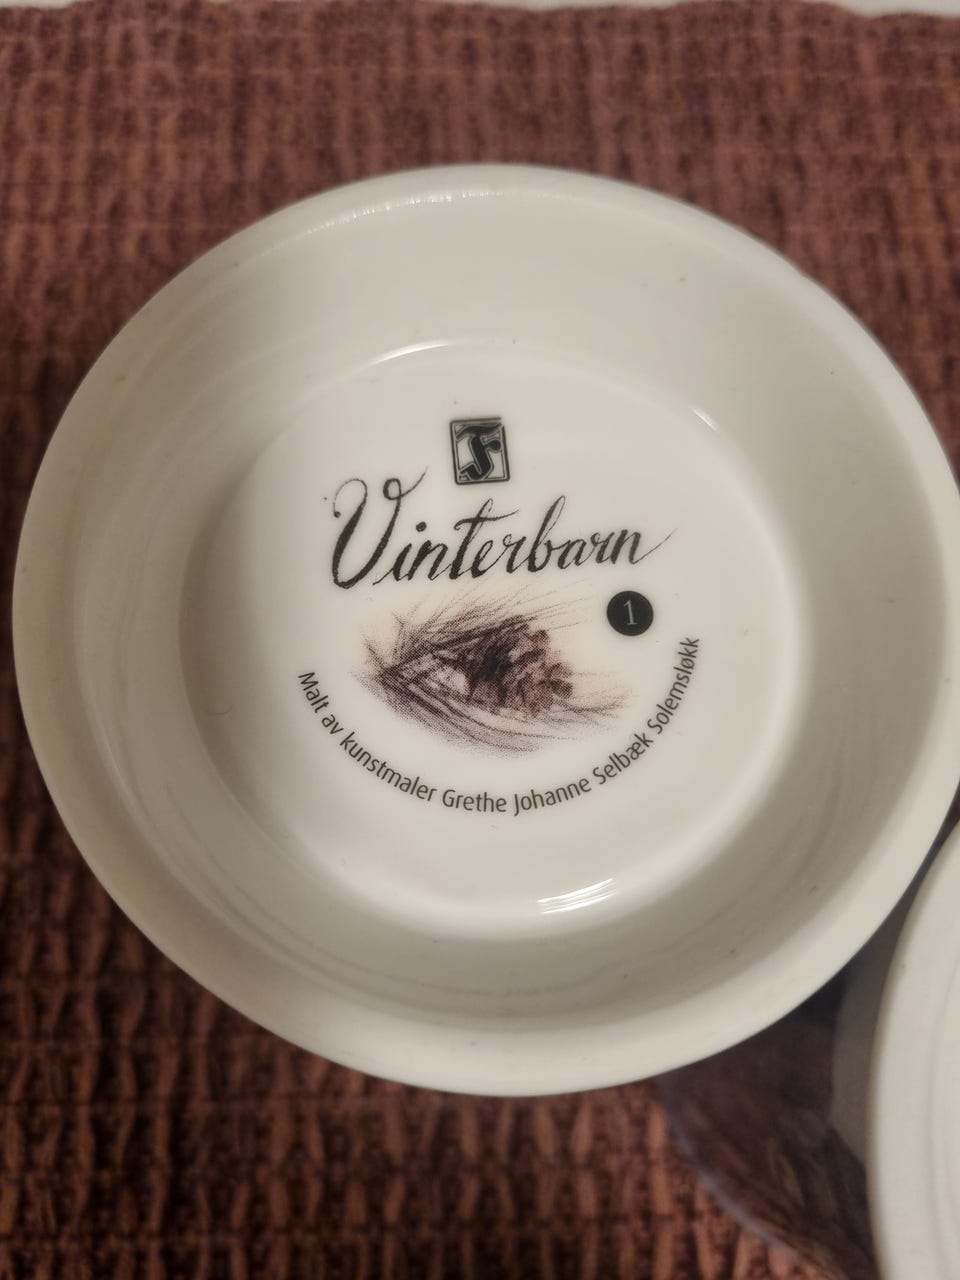 F
Vinterbarn
1
Malt av kunstmaler Grethe Johanne Selbæk Solemsløkk